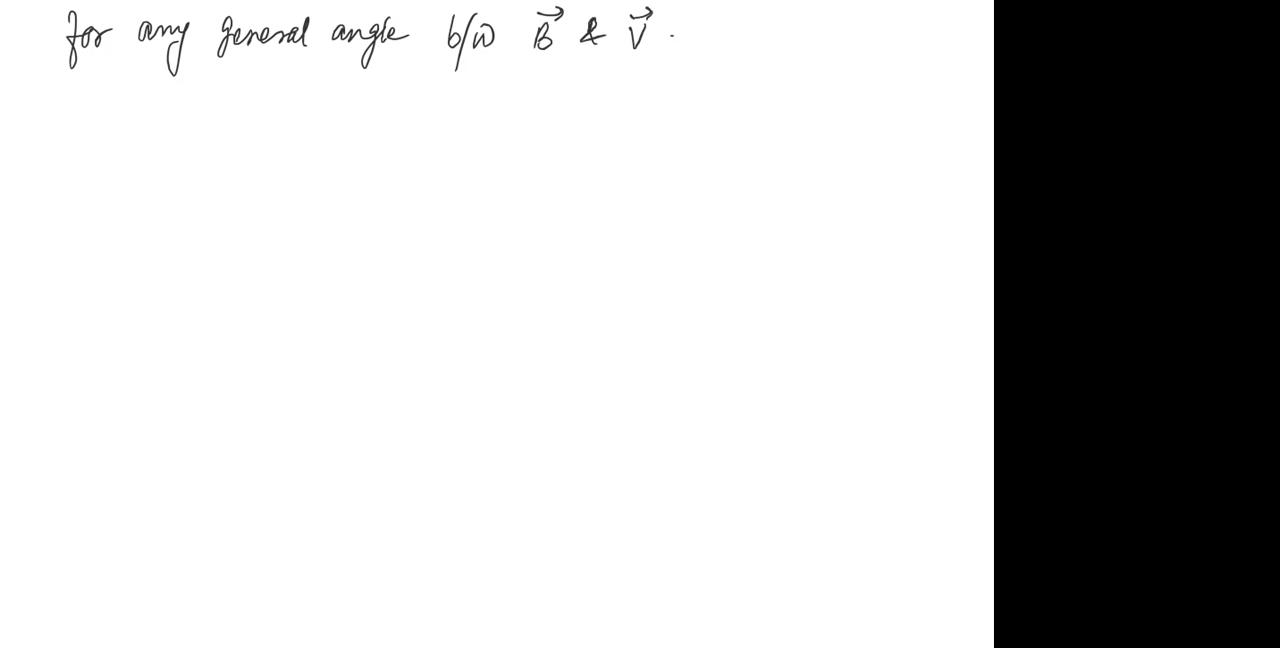 for any general angle b/w B⃗ & V⃗ .